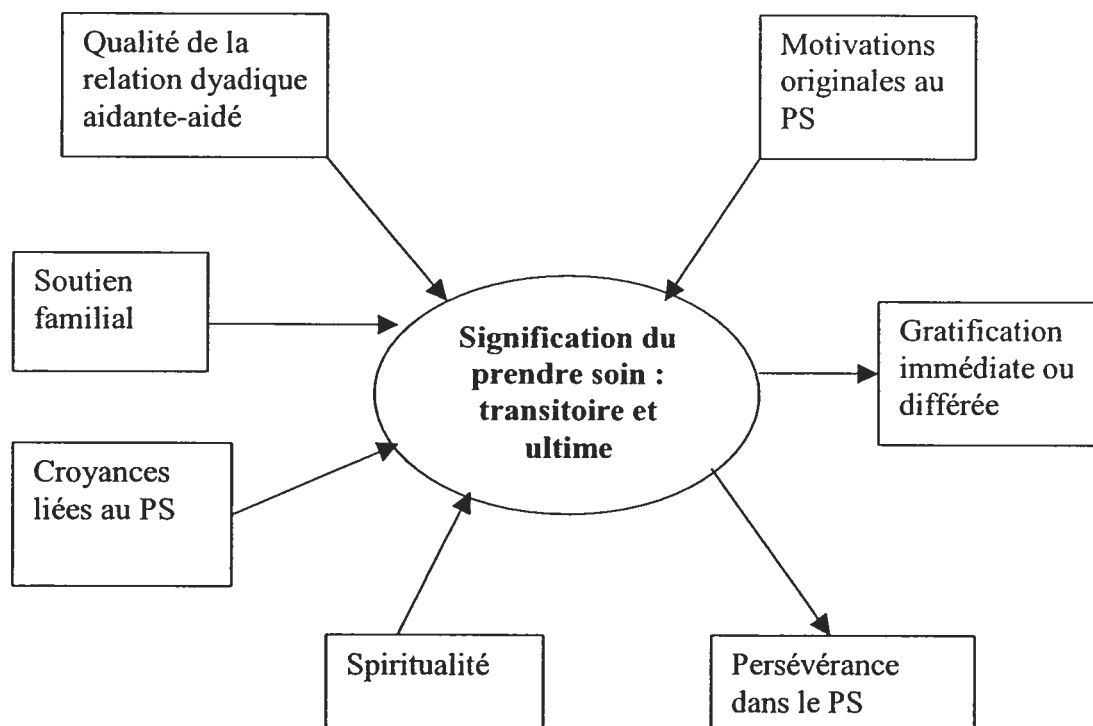 Qualité de la
relation dyadique
aidante-aidé
Motivations
originales au
PS
Soutien
familial
Signification du
prendre soin :
transitoire et
ultime
Gratification
immédiate ou
différée
Croyances
liées au PS
Spiritualité
Persévérance
dans le PS